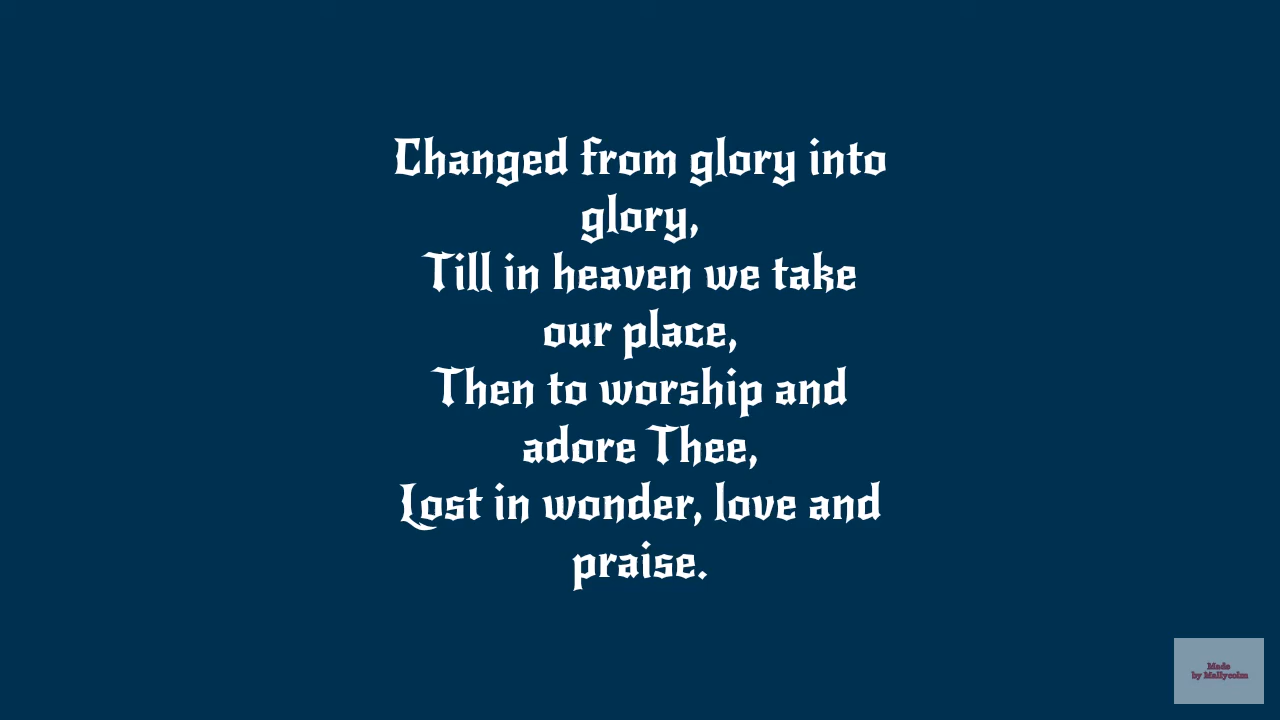 Changed from glory into
glory,
Till in heaven we take
our place,
Then to worship and
adore Thee,
Lost in wonder, love and
praise.
Made
by Mallycolm